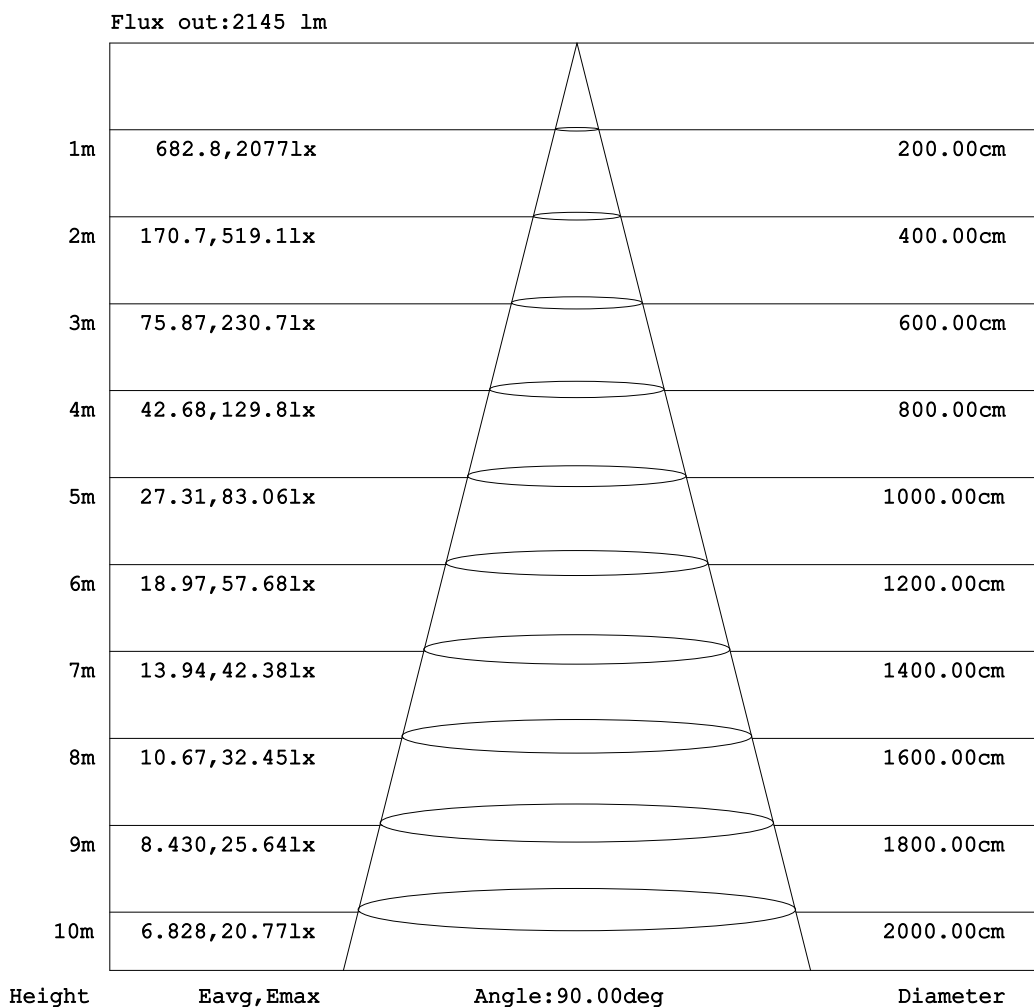 Flux out:2145 lm
1m 682.8,2077lx 200.00cm
2m 170.7,519.1lx 400.00cm
3m 75.87,230.7lx 600.00cm
4m 42.68,129.8lx 800.00cm
5m 27.31,83.06lx 1000.00cm
6m 18.97,57.68lx 1200.00cm
7m 13.94,42.38lx 1400.00cm
8m 10.67,32.45lx 1600.00cm
9m 8.430,25.64lx 1800.00cm
10m 6.828,20.77lx 2000.00cm
Height Eavg,Emax Angle:90.00deg Diameter